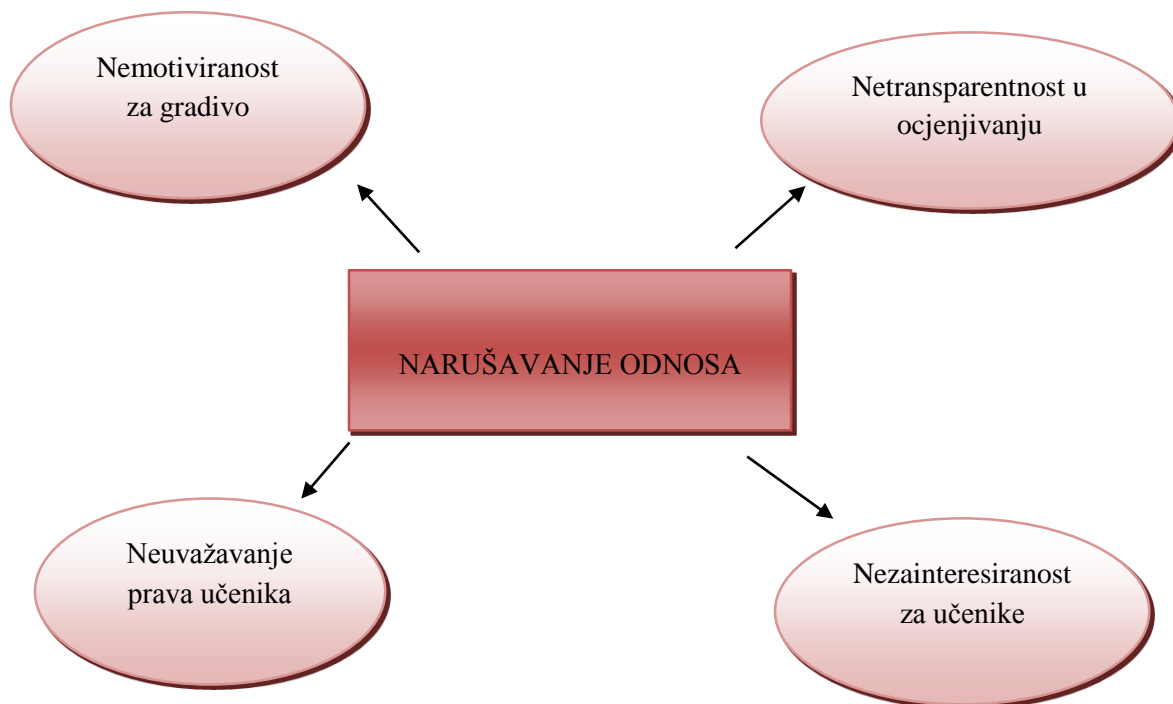 Nemotiviranost
za gradivo
Netransparentnost u
ocjenjivanju
NARUŠAVANJE ODNOSA
Neuvažavanje
prava učenika
Nezainteresiranost
za učenike